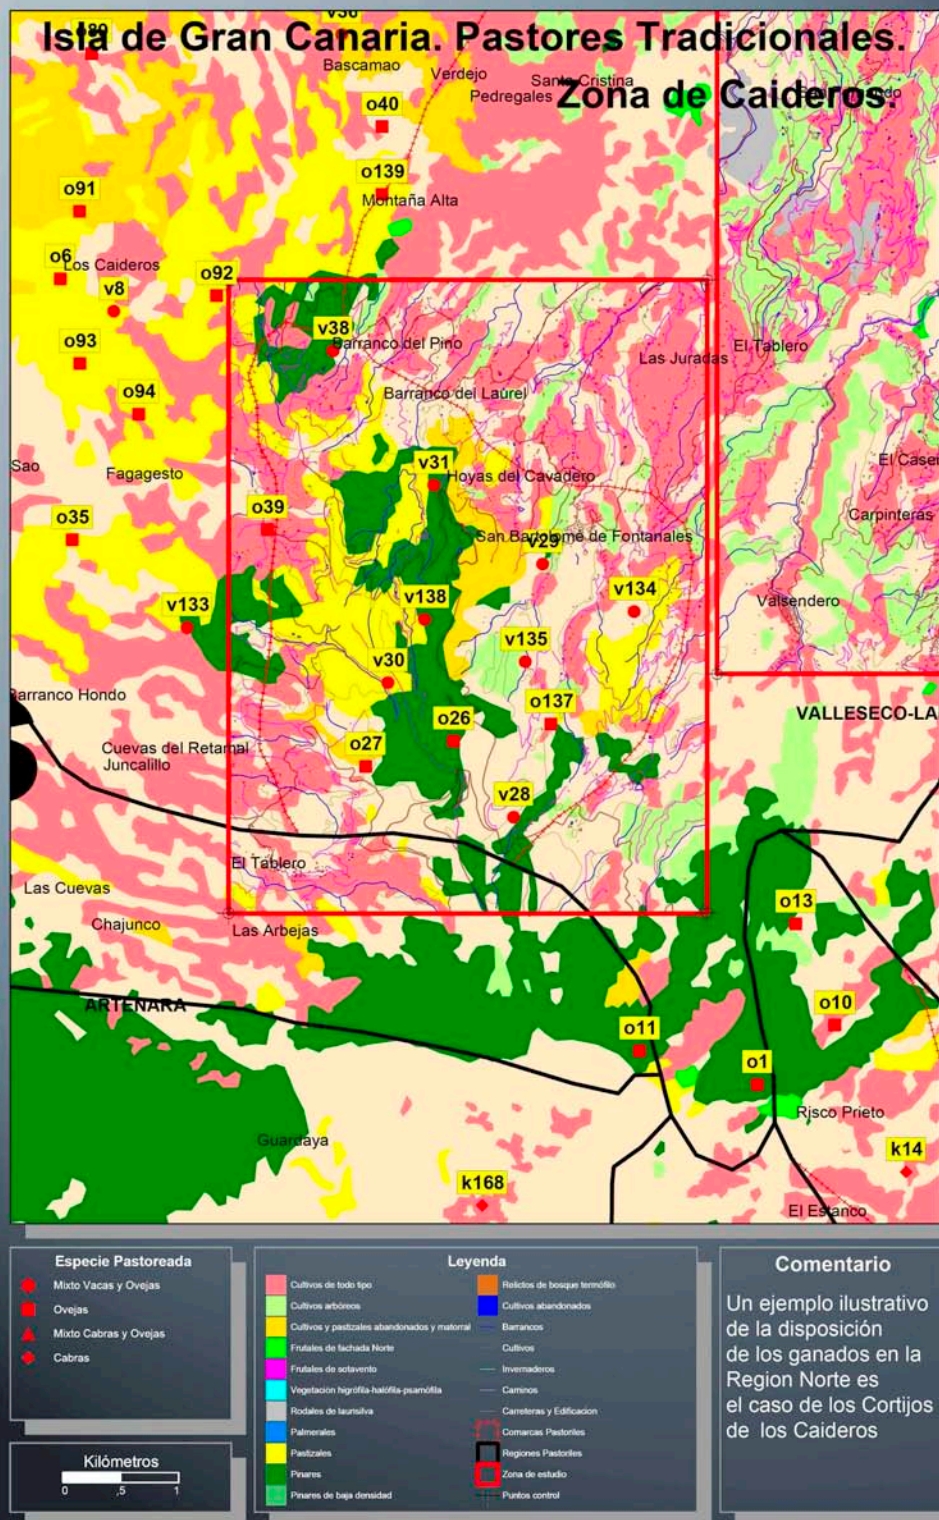 Isla de Gran Canaria. Pastores Tradicionales.
Zona de Caideros.
o89
v36
Bascamao
Verdejo
Santa Cristina
Pedregales
o40
o139
Montaña Alta
o91
o6
Los Caideros
v8
o92
o93
v38
Barranco del Pino
Las Juradas
El Tablero
o94
Barranco del Laurel
Sao
Fagagesto
v31
Hoyas del Cavadero
El Casei
o39
o35
San Bartolomé de Fontanales
v29
Carpinteras
v133
v138
v134
Valsendero
v135
v30
Barranco Hondo
o137
VALLESECO-LA
o26
o27
Cuevas del Retamal
Juncalillo
v28
El Tablero
Las Cuevas
Chajunco
Las Arbejas
o13
ARTENARA
o10
o11
o1
Risco Prieto
Guardaya
k14
k168
El Estanco
Especie Pastoreada
Mixto Vacas y Ovejas
Ovejas
Mixto Cabras y Ovejas
Cabras
Kilómetros
0 ,5 1
Leyenda
Cultivos de todo tipo
Cultivos arbóreos
Cultivos y pastizales abandonados y matorral
Frutales de fachada Norte
Frutales de sotavento
Vegetación higrófila-halófila-psamófila
Rodales de laurisilva
Palmerales
Pastizales
Pinares
Pinares de baja densidad
Relictos de bosque termófilo
Cultivos abandonados
Barrancos
Cultivos
Invernaderos
Caminos
Carreteras y Edificacion
Comarcas Pastoriles
Regiones Pastoriles
Zona de estudio
Puntos control
Comentario
Un ejemplo ilustrativo
de la disposición
de los ganados en la
Region Norte es
el caso de los Cortijos
de los Caideros